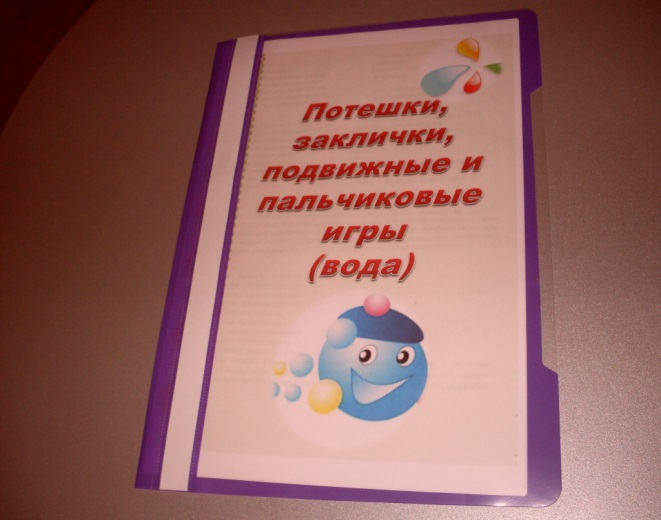 Потешки,
заклички,
подвижные и
пальчиковые
игры
(вода)